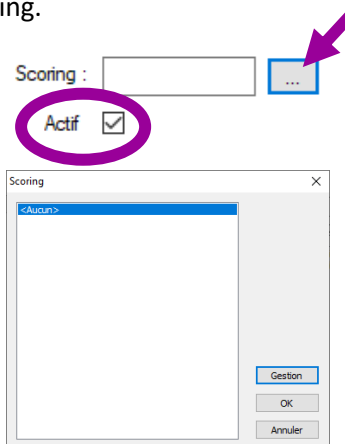 ing.
Scoring :
...
Actif
Scoring
<Aucun>
Gestion
OK
Annuler